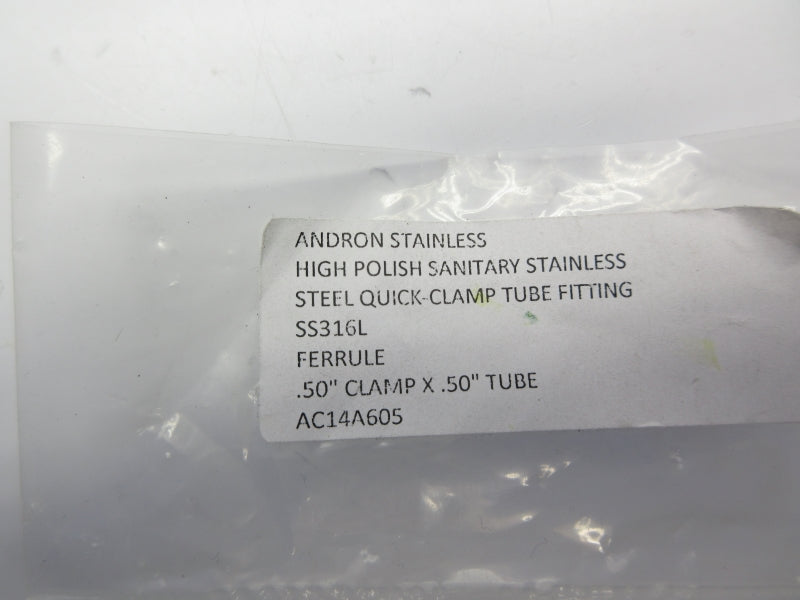 ANDRON STAINLESS
HIGH POLISH SANITARY STAINLESS
STEEL QUICK-CLAMP TUBE FITTING
SS316L
FERRULE
.50" CLAMP X .50" TUBE
AC14A605